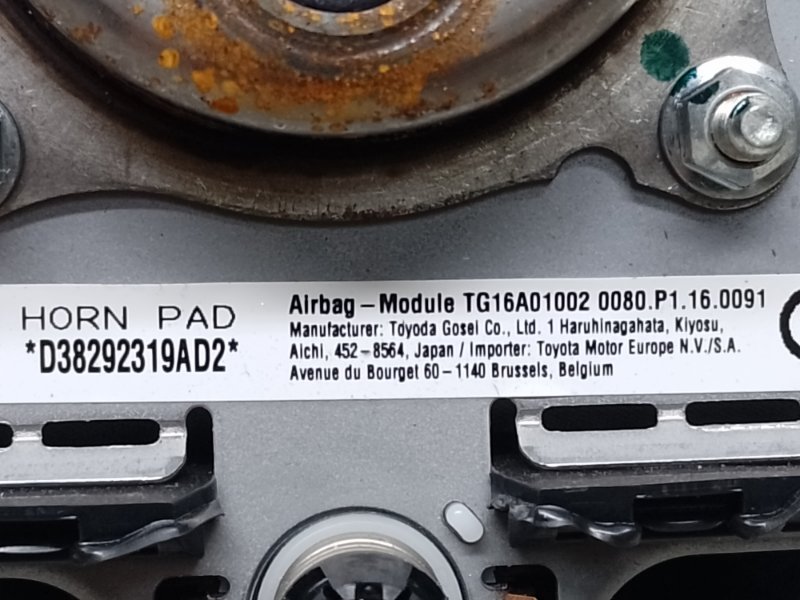 HORN PAD
*D38292319AD2*
Airbag - Module TG16A01002 0080.P1.16.0091
Manufacturer: Toyoda Gosei Co., Ltd. 1 Haruhinagahata, Kiyosu,
Aichi, 452-8564, Japan / Importer: Toyota Motor Europe N.V./S.A.
Avenue du Bourget 60 - 1140 Brussels, Belgium